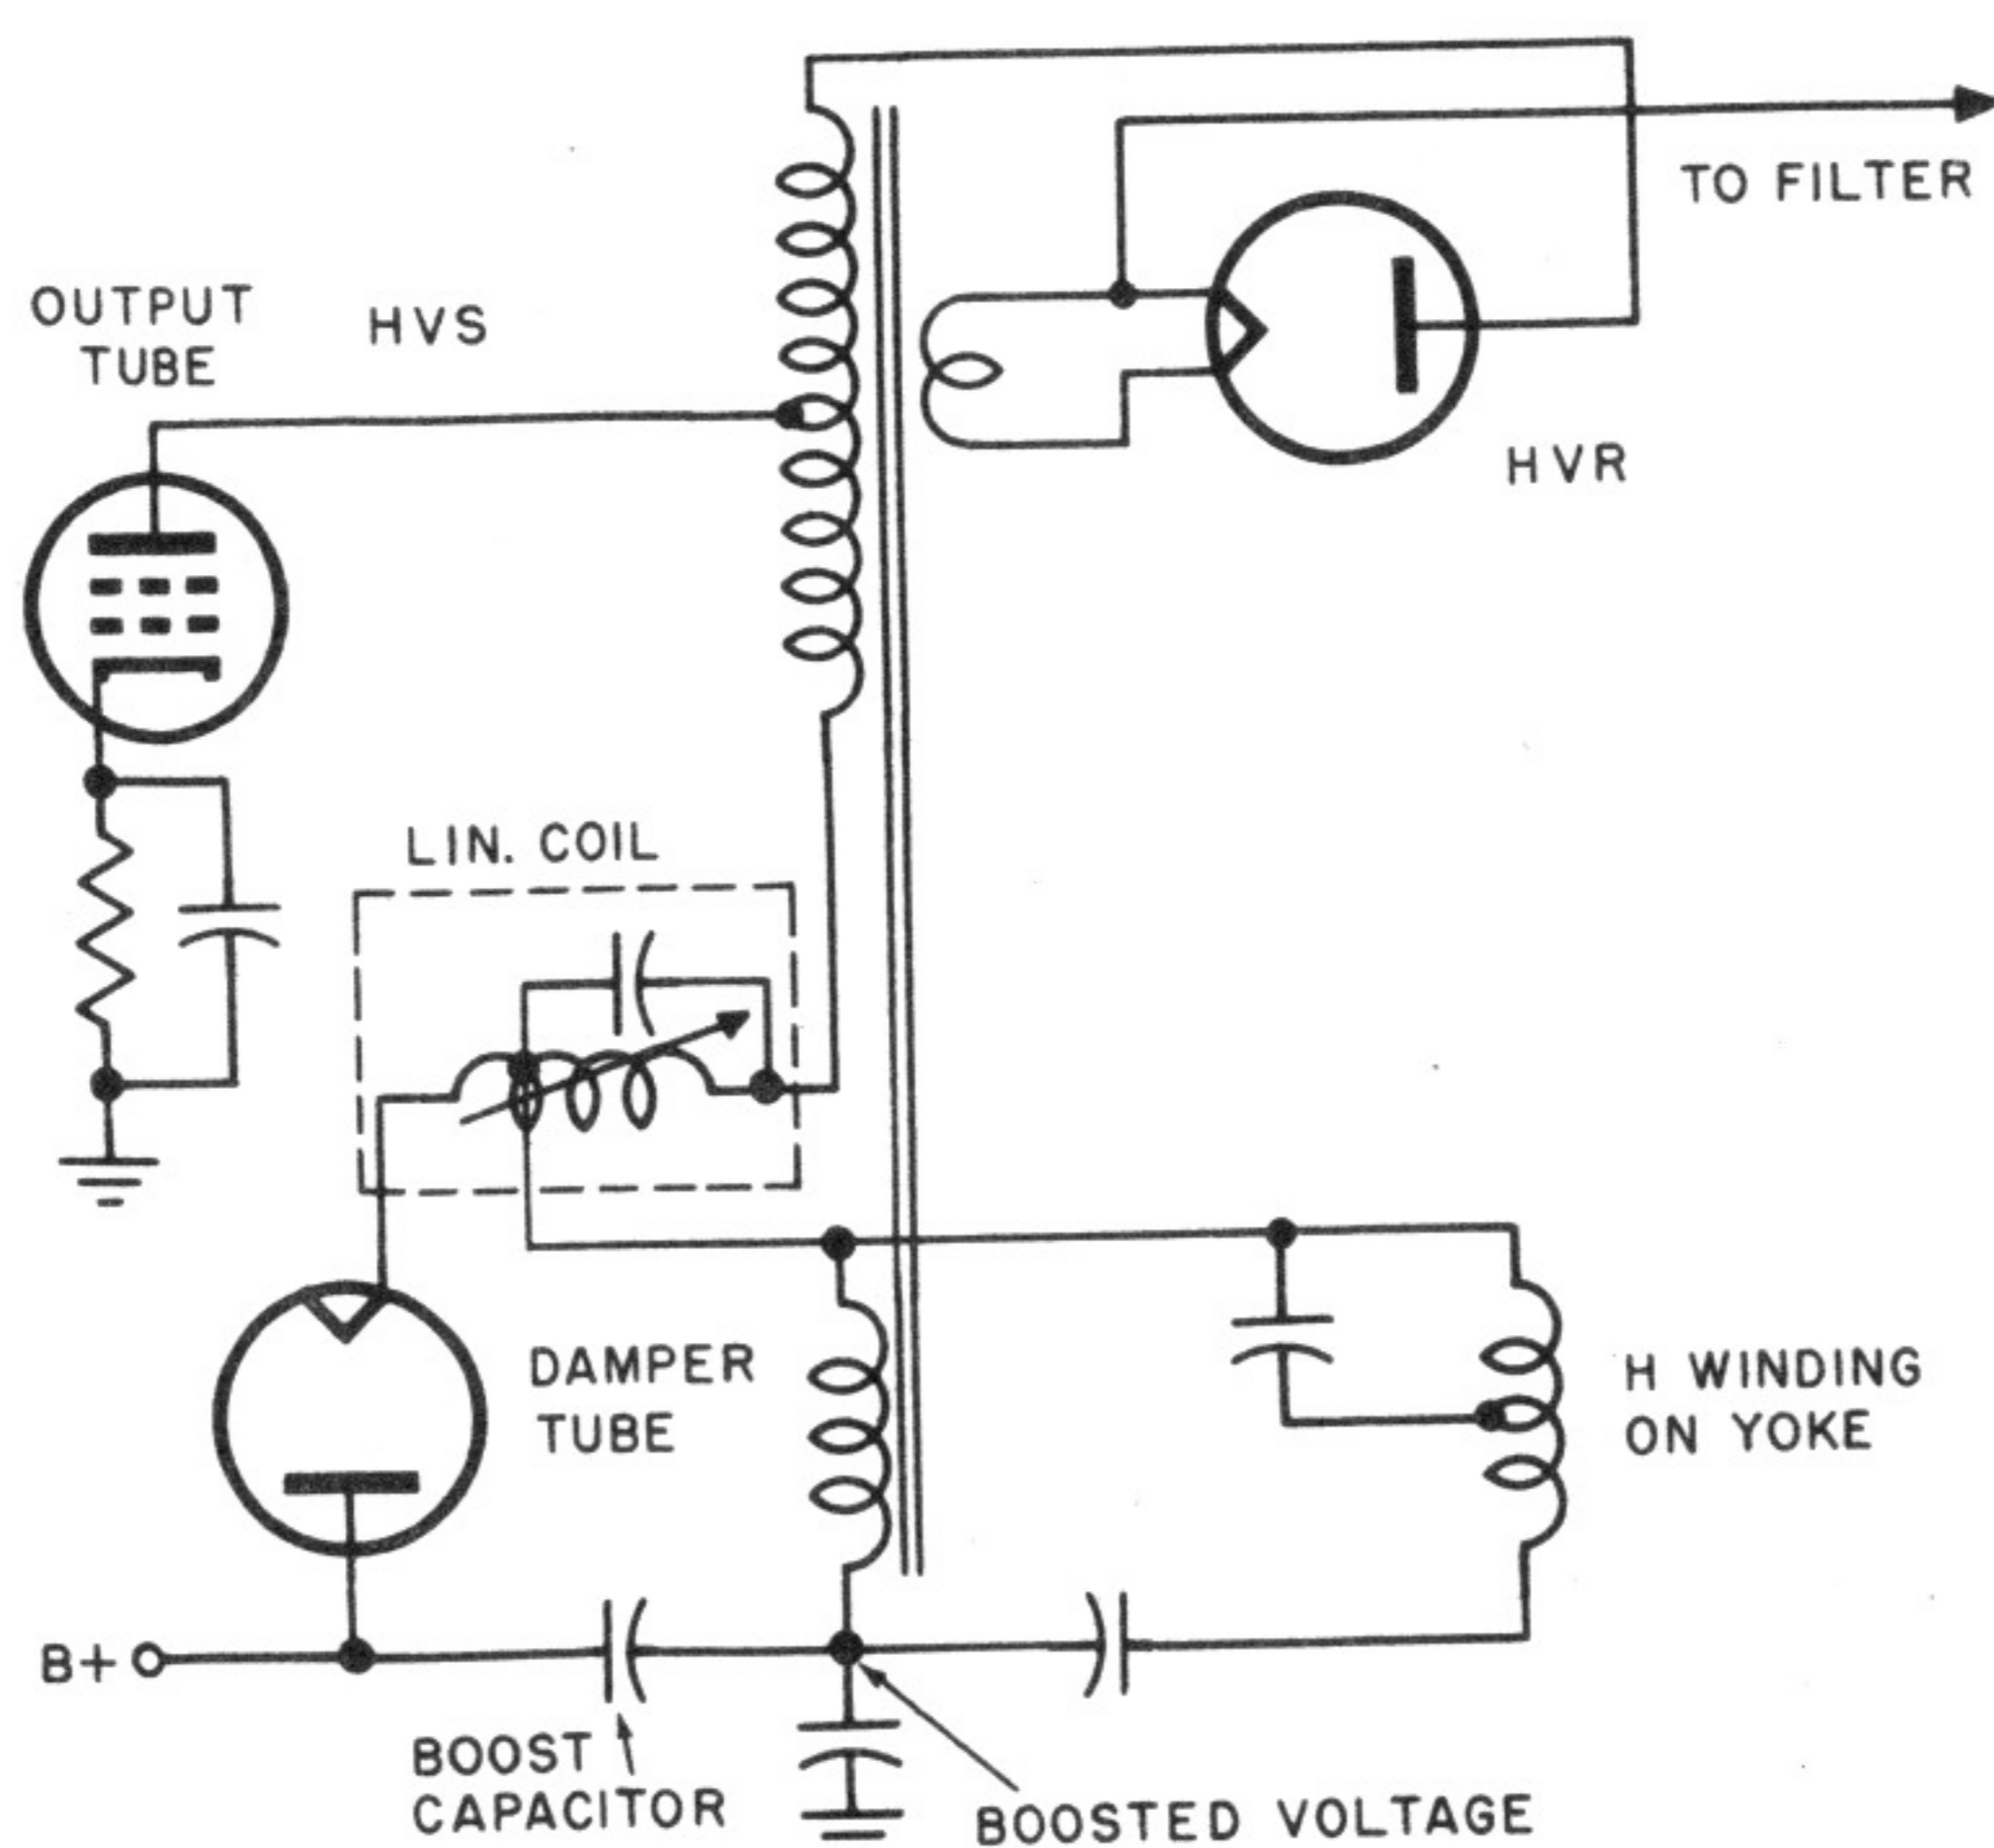 TO FILTER
OUTPUT
TUBE
HVS
HVR
LIN. COIL
DAMPER
TUBE
H WINDING
ON YOKE
B+
BOOST
CAPACITOR
BOOSTED VOLTAGE